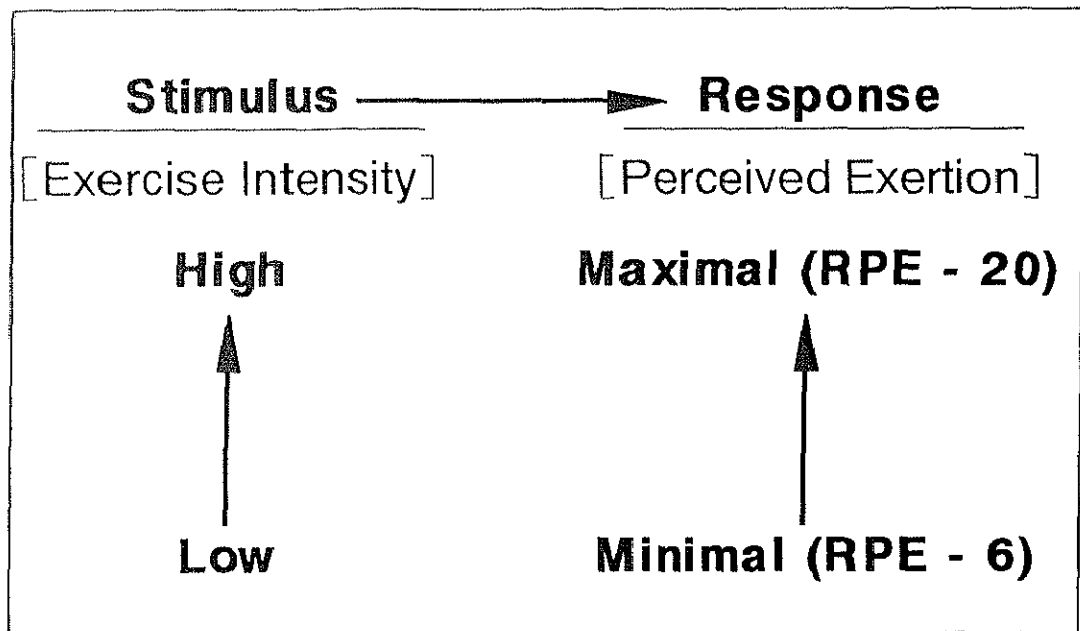 Stimulus Response
[Exercise Intensity] [Perceived Exertion]
High Maximal (RPE - 20)
Low Minimal (RPE - 6)